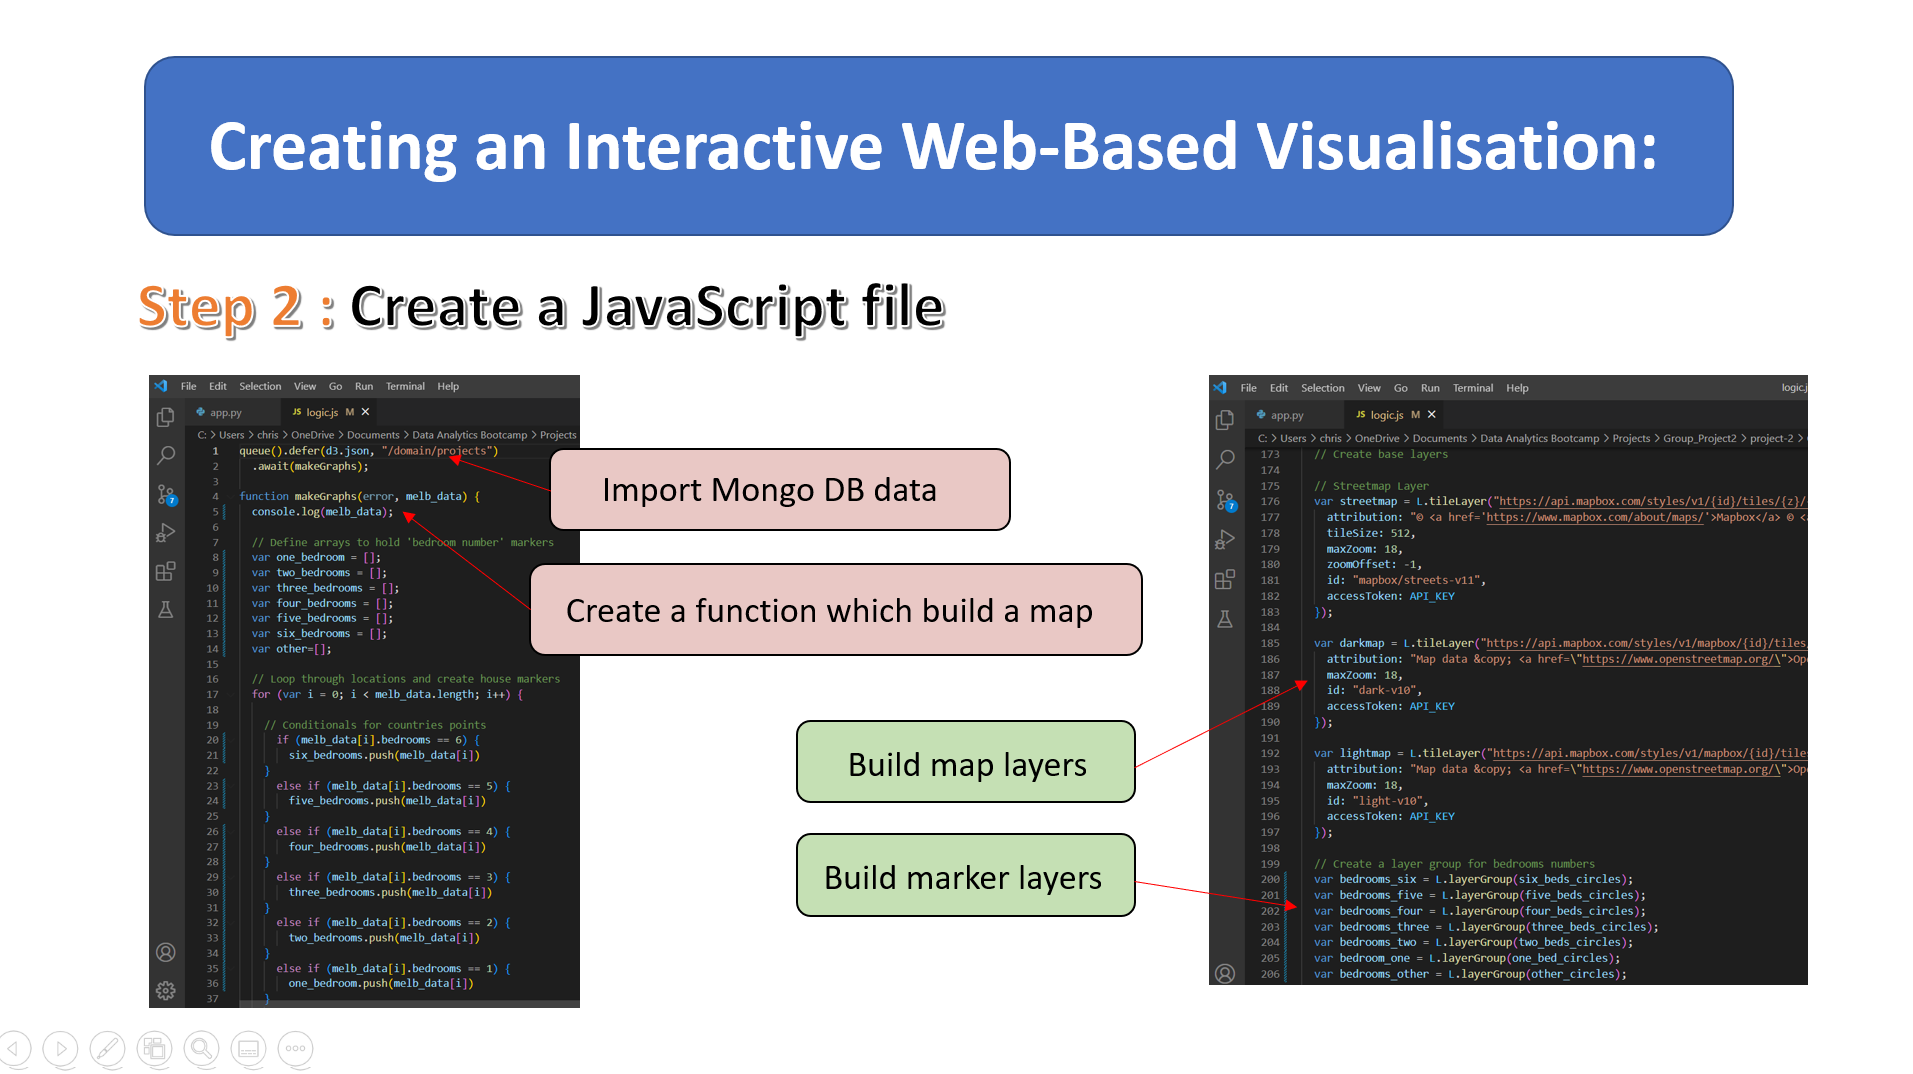 Creating an Interactive Web-Based Visualisation:
Step 2 : Create a JavaScript file
File Edit Selection View Go Run Terminal Help
app.py JS logic.js M ✕
C: > Users > chris > OneDrive > Documents > Data Analytics Bootcamp > Projects
1 queue().defer(d3.json, "/domain/projects")
2 .await(makeGraphs);
3
4 function makeGraphs(error, melb_data) {
5 console.log(melb_data);
6
7 // Define arrays to hold 'bedroom number' markers
8 var one_bedroom = [];
9 var two_bedrooms = [];
10 var three_bedrooms = [];
11 var four_bedrooms = [];
12 var five_bedrooms = [];
13 var six_bedrooms = [];
14 var other=[];
15
16 // Loop through locations and create house markers
17 for (var i = 0; i < melb_data.length; i++) {
18
19 // Conditionals for countries points
20 if (melb_data[i].bedrooms == 6) {
21 six_bedrooms.push(melb_data[i])
22 }
23 else if (melb_data[i].bedrooms == 5) {
24 five_bedrooms.push(melb_data[i])
25 }
26 else if (melb_data[i].bedrooms == 4) {
27 four_bedrooms.push(melb_data[i])
28 }
29 else if (melb_data[i].bedrooms == 3) {
30 three_bedrooms.push(melb_data[i])
31 }
32 else if (melb_data[i].bedrooms == 2) {
33 two_bedrooms.push(melb_data[i])
34 }
35 else if (melb_data[i].bedrooms == 1) {
36 one_bedroom.push(melb_data[i])
37 }
7
Import Mongo DB data
Create a function which build a map
Build map layers
Build marker layers
File Edit Selection View Go Run Terminal Help logic.j
app.py JS logic.js M ✕
C: > Users > chris > OneDrive > Documents > Data Analytics Bootcamp > Projects > Group_Project2 > project-2 >
173 // Create base layers
174
175 // Streetmap Layer
176 var streetmap = L.tileLayer("https://api.mapbox.com/styles/v1/{id}/tiles/{z}/
177 attribution: "© <a href='https://www.mapbox.com/about/maps/'>Mapbox</a> © <
178 tileSize: 512,
179 maxZoom: 18,
180 zoomOffset: -1,
181 id: "mapbox/streets-v11",
182 accessToken: API_KEY
183 });
184
185 var darkmap = L.tileLayer("https://api.mapbox.com/styles/v1/mapbox/{id}/tiles
186 attribution: "Map data &copy; <a href=\"https://www.openstreetmap.org/\">Op
187 maxZoom: 18,
188 id: "dark-v10",
189 accessToken: API_KEY
190 });
191
192 var lightmap = L.tileLayer("https://api.mapbox.com/styles/v1/mapbox/{id}/tile
193 attribution: "Map data &copy; <a href=\"https://www.openstreetmap.org/\">Op
194 maxZoom: 18,
195 id: "light-v10",
196 accessToken: API_KEY
197 });
198
199 // Create a layer group for bedrooms numbers
200 var bedrooms_six = L.layerGroup(six_beds_circles);
201 var bedrooms_five = L.layerGroup(five_beds_circles);
202 var bedrooms_four = L.layerGroup(four_beds_circles);
203 var bedrooms_three = L.layerGroup(three_beds_circles);
204 var bedrooms_two = L.layerGroup(two_beds_circles);
205 var bedroom_one = L.layerGroup(one_bed_circles);
206 var bedrooms_other = L.layerGroup(other_circles);
7